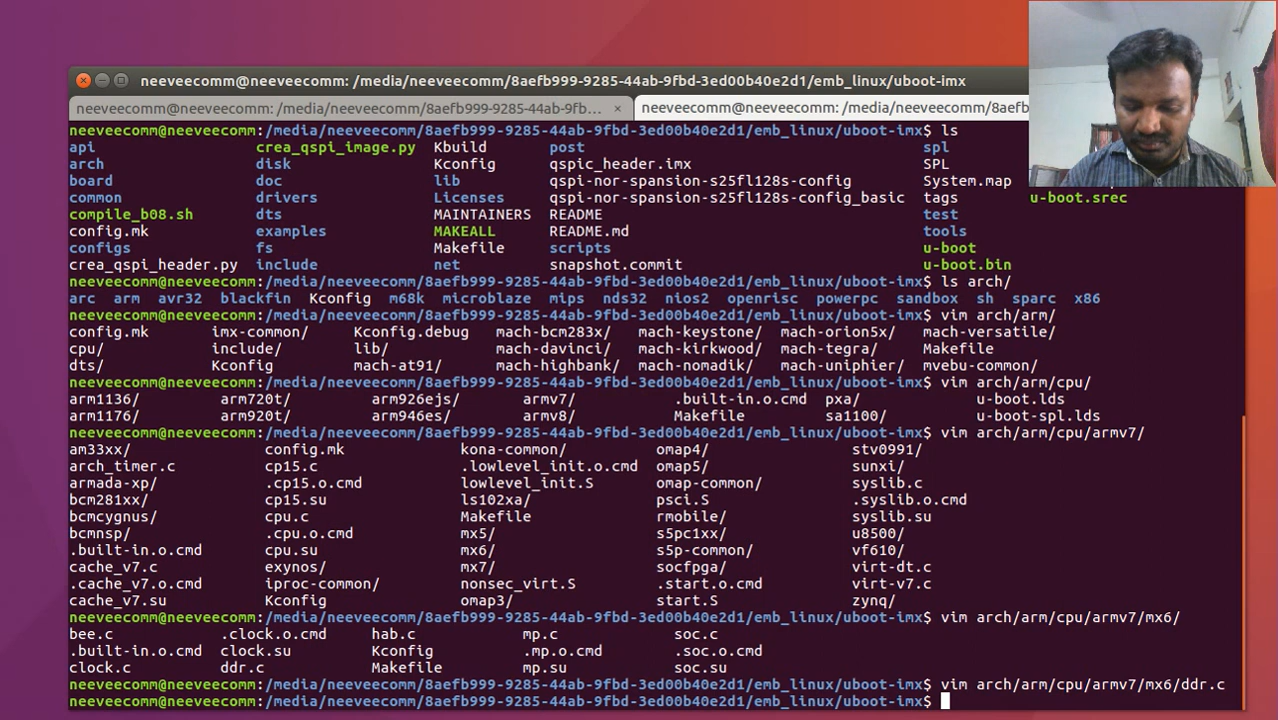 neeveecomm@neeveecomm: /media/neeveecomm/8aefb999-9285-44ab-9fbd-3ed00b40e2d1/emb_linux/uboot-imx
neeveecomm@neeveecomm: /media/neeveecomm/8aefb999-9285-44ab-9fb... × neeveecomm@neeveecomm: /media/neeveecomm/8aefb
neeveecomm@neeveecomm:/media/neeveecomm/8aefb999-9285-44ab-9fbd-3ed00b40e2d1/emb_linux/uboot-imx$ ls
api crea_qspi_image.py Kbuild post spl
arch disk Kconfig qspic_header.imx SPL
board doc lib qspi-nor-spansion-s25fl128s-config System.map
common drivers Licenses qspi-nor-spansion-s25fl128s-config_basic tags u-boot.srec
compile_b08.sh dts MAINTAINERS README test
config.mk examples MAKEALL README.md tools
configs fs Makefile scripts u-boot
crea_qspi_header.py include net snapshot.commit u-boot.bin
neeveecomm@neeveecomm:/media/neeveecomm/8aefb999-9285-44ab-9fbd-3ed00b40e2d1/emb_linux/uboot-imx$ ls arch/
arc arm avr32 blackfin Kconfig m68k microblaze mips nds32 nios2 openrisc powerpc sandbox sh sparc x86
neeveecomm@neeveecomm:/media/neeveecomm/8aefb999-9285-44ab-9fbd-3ed00b40e2d1/emb_linux/uboot-imx$ vim arch/arm/
config.mk imx-common/ Kconfig.debug mach-bcm283x/ mach-keystone/ mach-orion5x/ mach-versatile/
cpu/ include/ lib/ mach-davinci/ mach-kirkwood/ mach-tegra/ Makefile
dts/ Kconfig mach-at91/ mach-highbank/ mach-nomadik/ mach-uniphier/ mvebu-common/
neeveecomm@neeveecomm:/media/neeveecomm/8aefb999-9285-44ab-9fbd-3ed00b40e2d1/emb_linux/uboot-imx$ vim arch/arm/cpu/
arm1136/ arm720t/ arm926ejs/ armv7/ .built-in.o.cmd pxa/ u-boot.lds
arm1176/ arm920t/ arm946es/ armv8/ Makefile sa1100/ u-boot-spl.lds
neeveecomm@neeveecomm:/media/neeveecomm/8aefb999-9285-44ab-9fbd-3ed00b40e2d1/emb_linux/uboot-imx$ vim arch/arm/cpu/armv7/
am33xx/ config.mk kona-common/ omap4/ stv0991/
arch_timer.c cp15.c .lowlevel_init.o.cmd omap5/ sunxi/
armada-xp/ .cp15.o.cmd lowlevel_init.S omap-common/ syslib.c
bcm281xx/ cp15.su ls102xa/ psci.S .syslib.o.cmd
bcmcygnus/ cpu.c Makefile rmobile/ syslib.su
bcmnsp/ .cpu.o.cmd mx5/ s5pc1xx/ u8500/
.built-in.o.cmd cpu.su mx6/ s5p-common/ vf610/
cache_v7.c exynos/ mx7/ socfpga/ virt-dt.c
.cache_v7.o.cmd iproc-common/ nonsec_virt.S .start.o.cmd virt-v7.c
cache_v7.su Kconfig omap3/ start.S zynq/
neeveecomm@neeveecomm:/media/neeveecomm/8aefb999-9285-44ab-9fbd-3ed00b40e2d1/emb_linux/uboot-imx$ vim arch/arm/cpu/armv7/mx6/
bee.c .clock.o.cmd hab.c mp.c soc.c
.built-in.o.cmd clock.su Kconfig .mp.o.cmd .soc.o.cmd
clock.c ddr.c Makefile mp.su soc.su
neeveecomm@neeveecomm:/media/neeveecomm/8aefb999-9285-44ab-9fbd-3ed00b40e2d1/emb_linux/uboot-imx$ vim arch/arm/cpu/armv7/mx6/ddr.c
neeveecomm@neeveecomm:/media/neeveecomm/8aefb999-9285-44ab-9fbd-3ed00b40e2d1/emb_linux/uboot-imx$